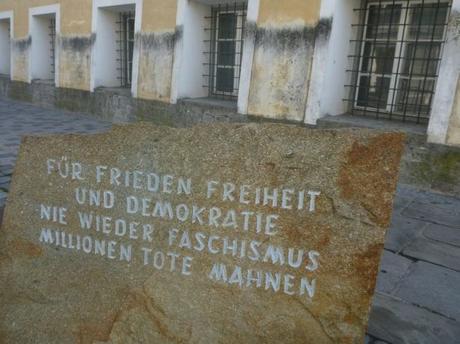 FÜR FRIEDEN FREIHEIT
UND DEMOKRATIE
NIE WIEDER FASCHISMUS
MILLIONEN TOTE MAHNEN